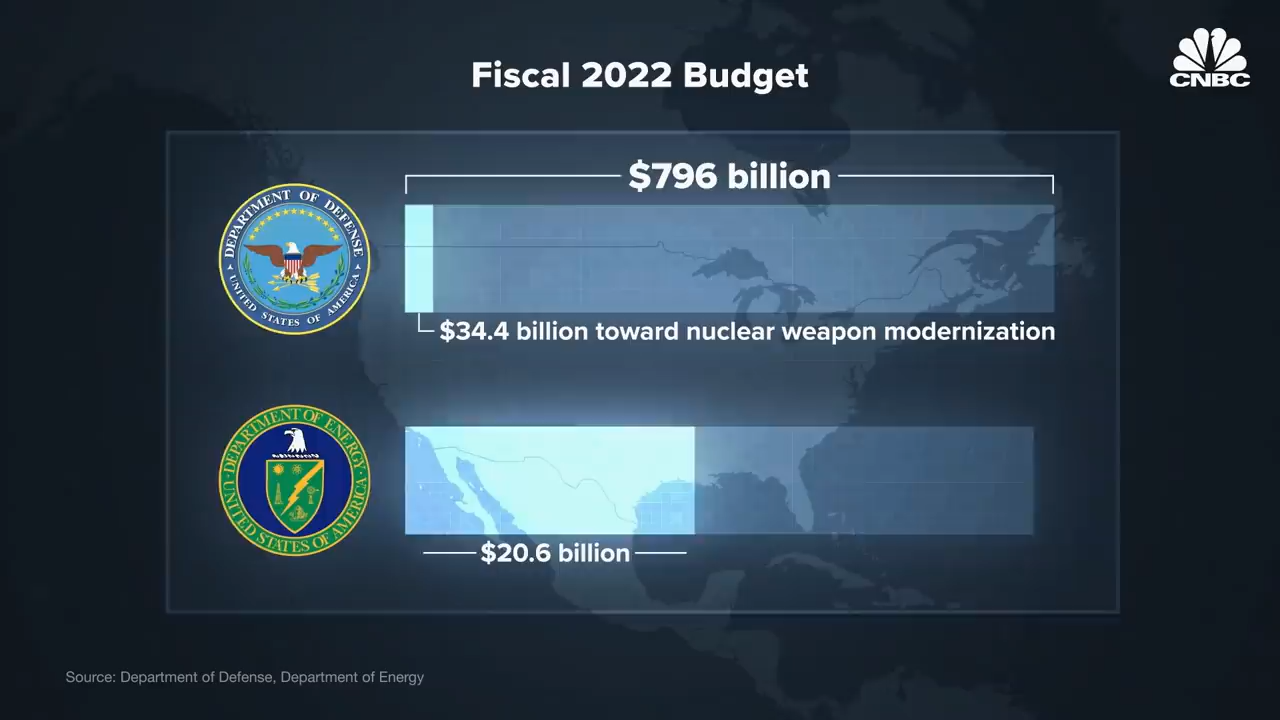 Fiscal 2022 Budget
CNBC
$796 billion
DEPARTMENT OF DEFENSE
UNITED STATES OF AMERICA
$34.4 billion toward nuclear weapon modernization
DEPARTMENT OF ENERGY
UNITED STATES OF AMERICA
$20.6 billion
Source: Department of Defense, Department of Energy